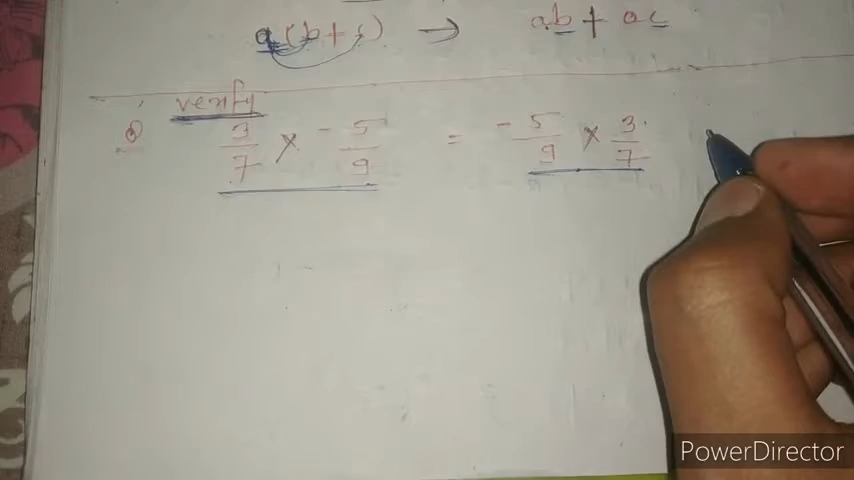 a(b+c) → ab + ac
verify
Q 3/7 × -5/9 = -5/9 × 3/7
PowerDirector